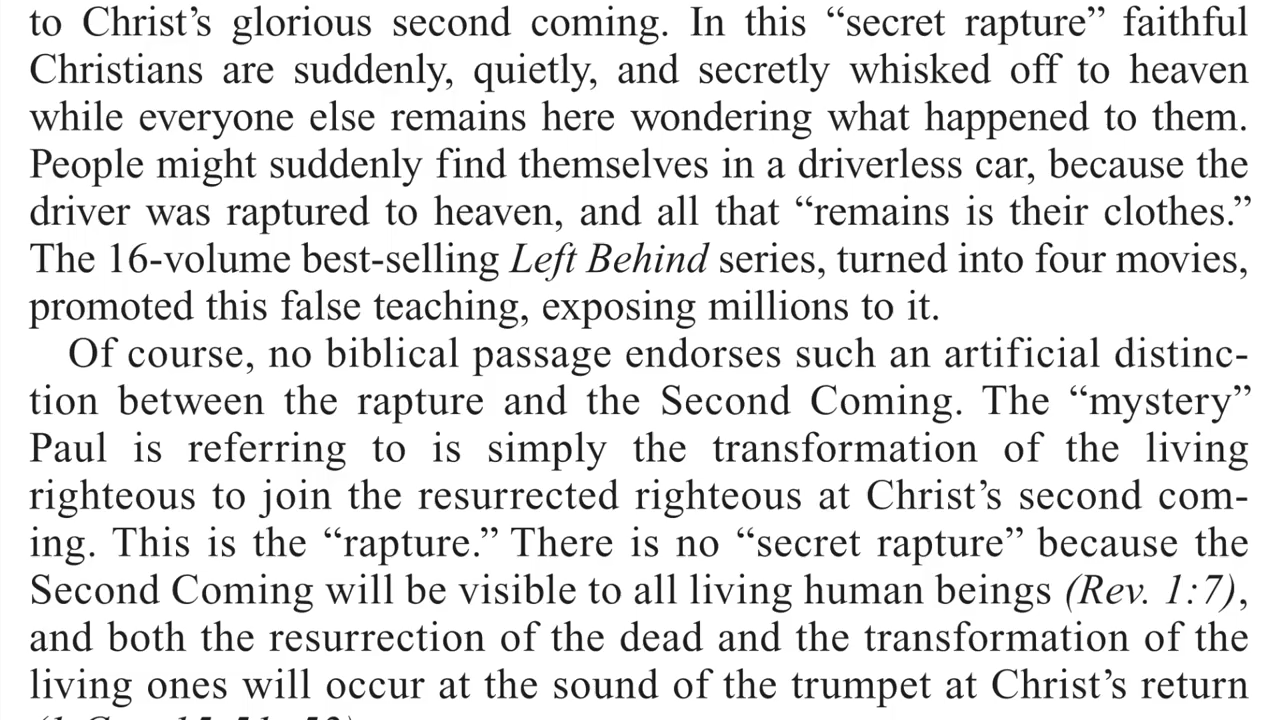 to Christ’s glorious second coming. In this “secret rapture” faithful
Christians are suddenly, quietly, and secretly whisked off to heaven
while everyone else remains here wondering what happened to them.
People might suddenly find themselves in a driverless car, because the
driver was raptured to heaven, and all that “remains is their clothes.”
The 16-volume best-selling Left Behind series, turned into four movies,
promoted this false teaching, exposing millions to it.
Of course, no biblical passage endorses such an artificial distinc-
tion between the rapture and the Second Coming. The “mystery”
Paul is referring to is simply the transformation of the living
righteous to join the resurrected righteous at Christ’s second com-
ing. This is the “rapture.” There is no “secret rapture” because the
Second Coming will be visible to all living human beings (Rev. 1:7),
and both the resurrection of the dead and the transformation of the
living ones will occur at the sound of the trumpet at Christ’s return